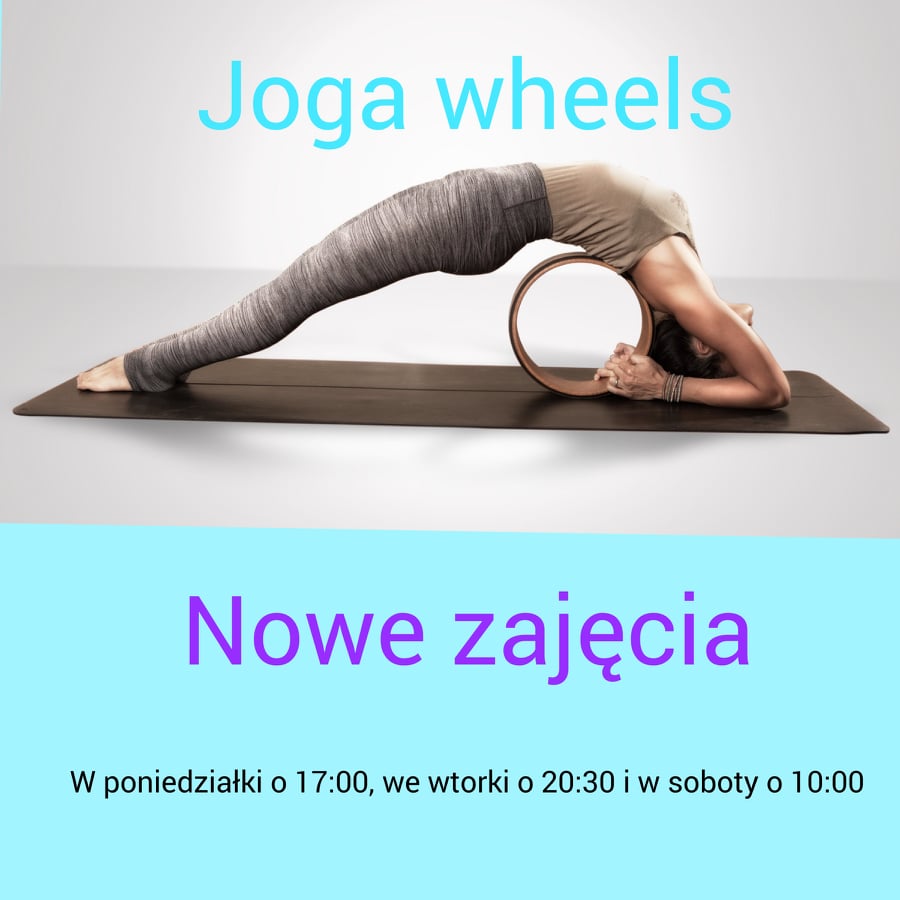 Joga wheels
Nowe zajęcia
W poniedziałki o 17:00, we wtorki o 20:30 i w soboty o 10:00